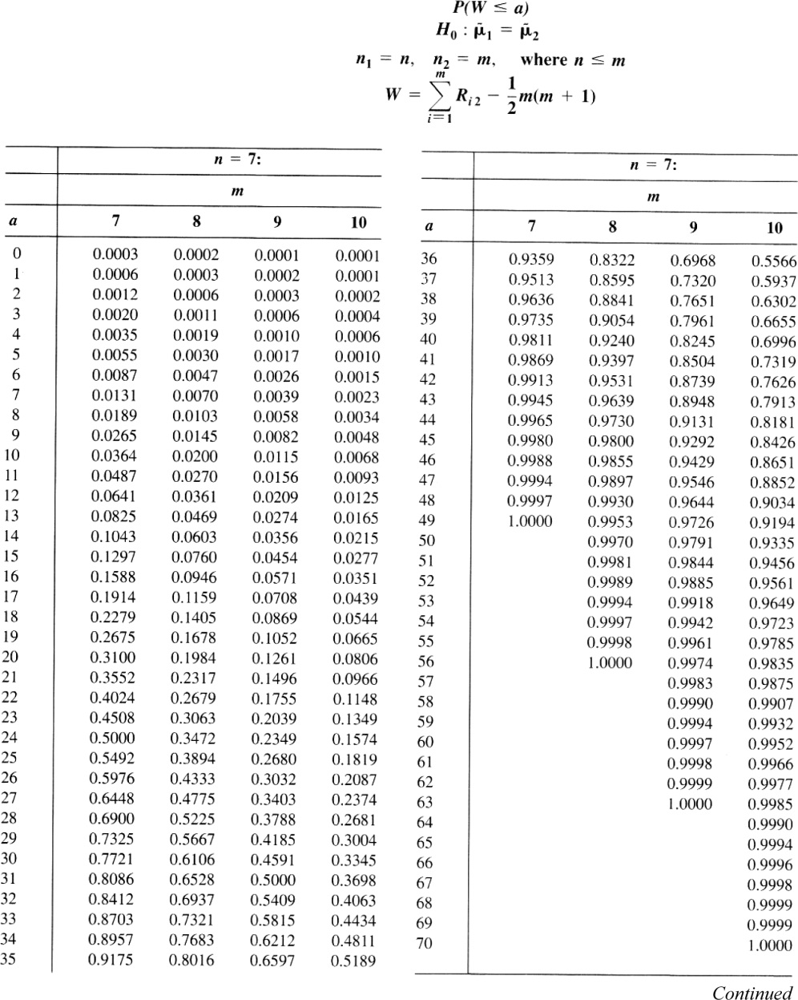 P(W ≤ a)
H₀ : μ̃₁ = μ̃₂
n₁ = n, n₂ = m, where n ≤ m
W = ∑ᵢ₌₁ᵐ Rᵢ₂ − 1/2 m(m + 1)
n = 7:
m
a 7 8 9 10
0 0.0003 0.0002 0.0001 0.0001
1 0.0006 0.0003 0.0002 0.0001
2 0.0012 0.0006 0.0003 0.0002
3 0.0020 0.0011 0.0006 0.0004
4 0.0035 0.0019 0.0010 0.0006
5 0.0055 0.0030 0.0017 0.0010
6 0.0087 0.0047 0.0026 0.0015
7 0.0131 0.0070 0.0039 0.0023
8 0.0189 0.0103 0.0058 0.0034
9 0.0265 0.0145 0.0082 0.0048
10 0.0364 0.0200 0.0115 0.0068
11 0.0487 0.0270 0.0156 0.0093
12 0.0641 0.0361 0.0209 0.0125
13 0.0825 0.0469 0.0274 0.0165
14 0.1043 0.0603 0.0356 0.0215
15 0.1297 0.0760 0.0454 0.0277
16 0.1588 0.0946 0.0571 0.0351
17 0.1914 0.1159 0.0708 0.0439
18 0.2279 0.1405 0.0869 0.0544
19 0.2675 0.1678 0.1052 0.0665
20 0.3100 0.1984 0.1261 0.0806
21 0.3552 0.2317 0.1496 0.0966
22 0.4024 0.2679 0.1755 0.1148
23 0.4508 0.3063 0.2039 0.1349
24 0.5000 0.3472 0.2349 0.1574
25 0.5492 0.3894 0.2680 0.1819
26 0.5976 0.4333 0.3032 0.2087
27 0.6448 0.4775 0.3403 0.2374
28 0.6900 0.5225 0.3788 0.2681
29 0.7325 0.5667 0.4185 0.3004
30 0.7721 0.6106 0.4591 0.3345
31 0.8086 0.6528 0.5000 0.3698
32 0.8412 0.6937 0.5409 0.4063
33 0.8703 0.7321 0.5815 0.4434
34 0.8957 0.7683 0.6212 0.4811
35 0.9175 0.8016 0.6597 0.5189
n = 7:
m
a 7 8 9 10
36 0.9359 0.8322 0.6968 0.5566
37 0.9513 0.8595 0.7320 0.5937
38 0.9636 0.8841 0.7651 0.6302
39 0.9735 0.9054 0.7961 0.6655
40 0.9811 0.9240 0.8245 0.6996
41 0.9869 0.9397 0.8504 0.7319
42 0.9913 0.9531 0.8739 0.7626
43 0.9945 0.9639 0.8948 0.7913
44 0.9965 0.9730 0.9131 0.8181
45 0.9980 0.9800 0.9292 0.8426
46 0.9988 0.9855 0.9429 0.8651
47 0.9994 0.9897 0.9546 0.8852
48 0.9997 0.9930 0.9644 0.9034
49 1.0000 0.9953 0.9726 0.9194
50 0.9970 0.9791 0.9335
51 0.9981 0.9844 0.9456
52 0.9989 0.9885 0.9561
53 0.9994 0.9918 0.9649
54 0.9997 0.9942 0.9723
55 0.9998 0.9961 0.9785
56 1.0000 0.9974 0.9835
57 0.9983 0.9875
58 0.9990 0.9907
59 0.9994 0.9932
60 0.9997 0.9952
61 0.9998 0.9966
62 0.9999 0.9977
63 1.0000 0.9985
64 0.9990
65 0.9994
66 0.9996
67 0.9998
68 0.9999
69 0.9999
70 1.0000
Continued